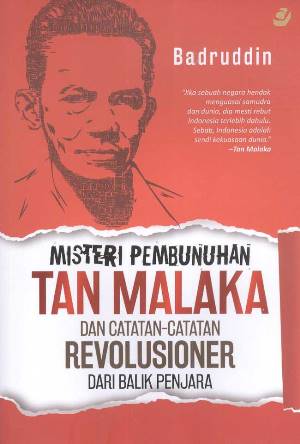 Badruddin
"Jika sebuah negara hendak
menguasai samudra
dan dunia, dia mesti rebut
Indonesia terlebih dahulu.
Sebab, Indonesia adalah
sendi kekuasaan dunia."
–Tan Malaka
MISTERI PEMBUNUHAN
TAN MALAKA
DAN CATATAN-CATATAN
REVOLUSIONER
DARI BALIK PENJARA